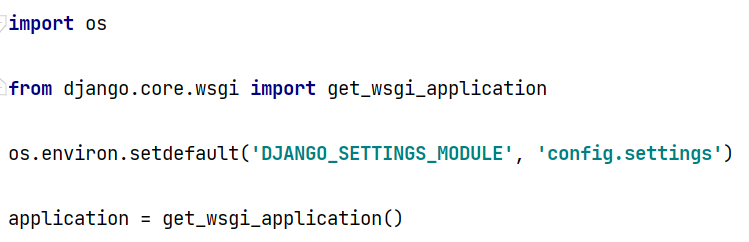 import os
from django.core.wsgi import get_wsgi_application
os.environ.setdefault('DJANGO_SETTINGS_MODULE', 'config.settings')
application = get_wsgi_application()